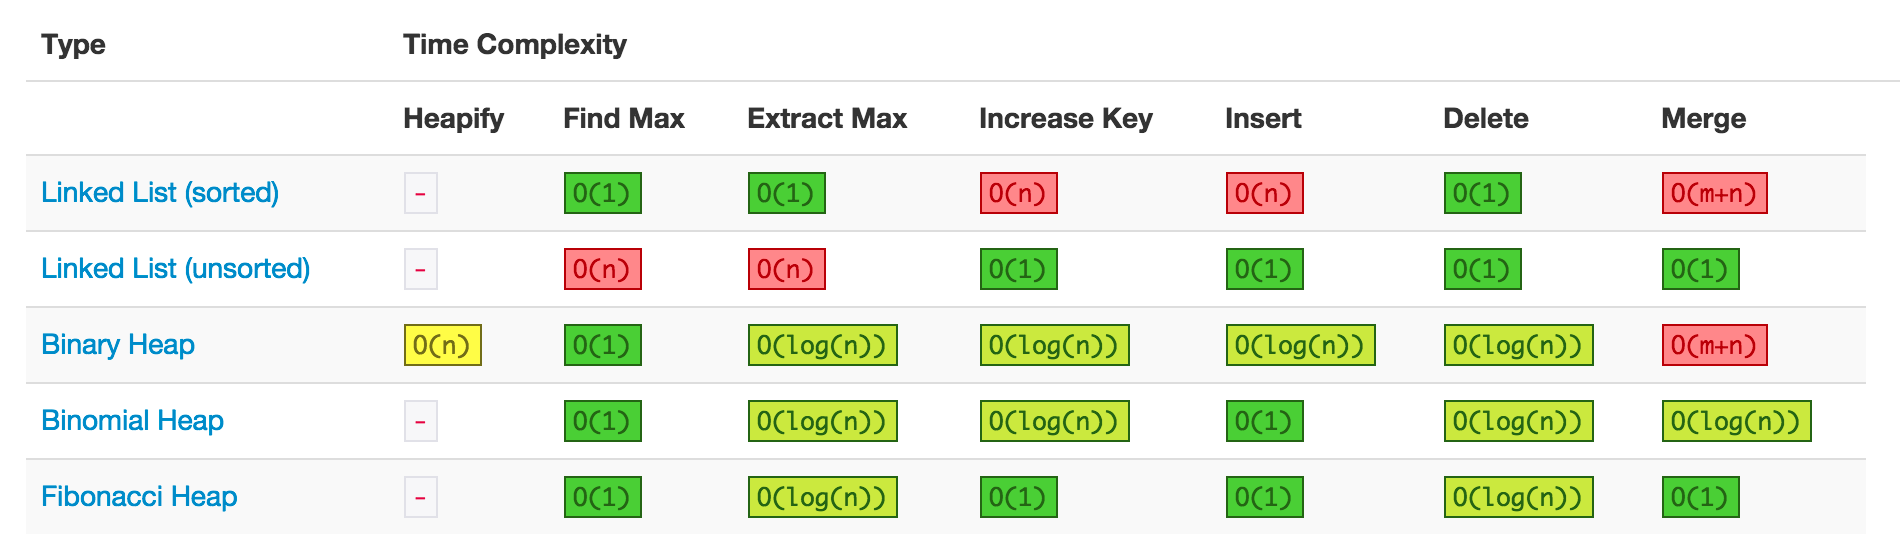 Type Time Complexity
Heapify Find Max Extract Max Increase Key Insert Delete Merge
Linked List (sorted) - O(1) O(1) O(n) O(n) O(1) O(m+n)
Linked List (unsorted) - O(n) O(n) O(1) O(1) O(1) O(1)
Binary Heap O(n) O(1) O(log(n)) O(log(n)) O(log(n)) O(log(n)) O(m+n)
Binomial Heap - O(1) O(log(n)) O(log(n)) O(1) O(log(n)) O(log(n))
Fibonacci Heap - O(1) O(log(n)) O(1) O(1) O(log(n)) O(1)